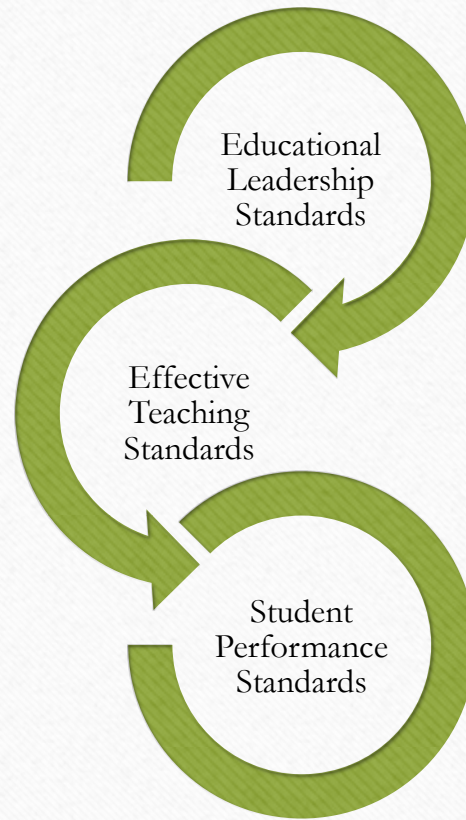 Educational
Leadership
Standards
Effective
Teaching
Standards
Student
Performance
Standards